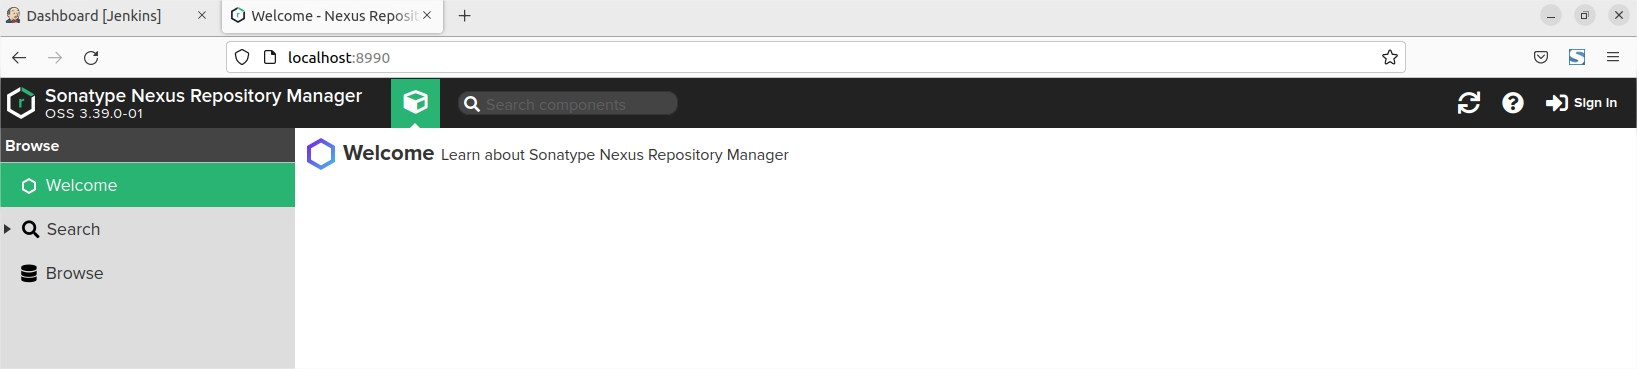 Dashboard [Jenkins]
Welcome - Nexus Reposit
localhost:8990
Sonatype Nexus Repository Manager
OSS 3.39.0-01
Search components
Sign in
Browse
Welcome
Search
Browse
Welcome Learn about Sonatype Nexus Repository Manager